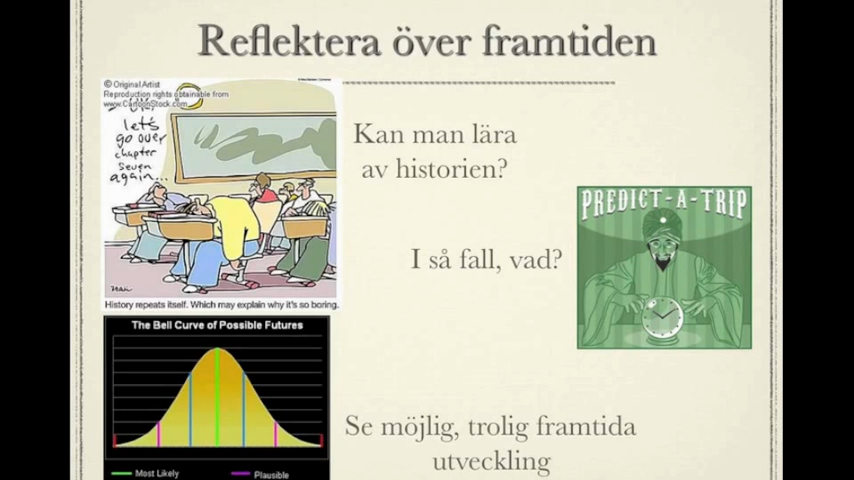 Reflektera över framtiden
© Original Artist
Reproduction rights obtainable from
www.CartoonStock.com
let's
go over
chapter
seven
again...
History repeats itself. Which may explain why it's so boring.
Kan man lära
av historien?
PREDICT-A-TRIP
I så fall, vad?
The Bell Curve of Possible Futures
Most Likely
Plausible
Se möjlig, trolig framtida
utveckling